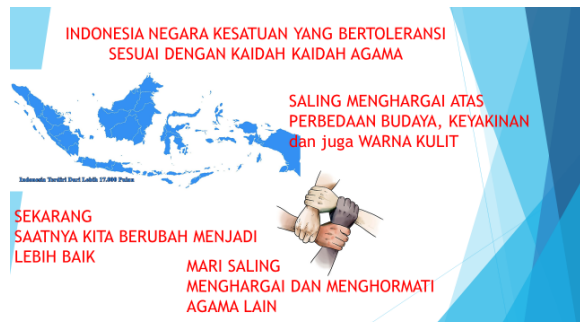 INDONESIA NEGARA KESATUAN YANG BERTOLERANSI
SESUAI DENGAN KAIDAH KAIDAH AGAMA
SALING MENGHARGAI ATAS
PERBEDAAN BUDAYA, KEYAKINAN
dan juga WARNA KULIT
Indonesia Terdiri Dari Lebih 17.000 Pulau
SEKARANG
SAATNYA KITA BERUBAH MENJADI
LEBIH BAIK
MARI SALING
MENGHARGAI DAN MENGHORMATI
AGAMA LAIN